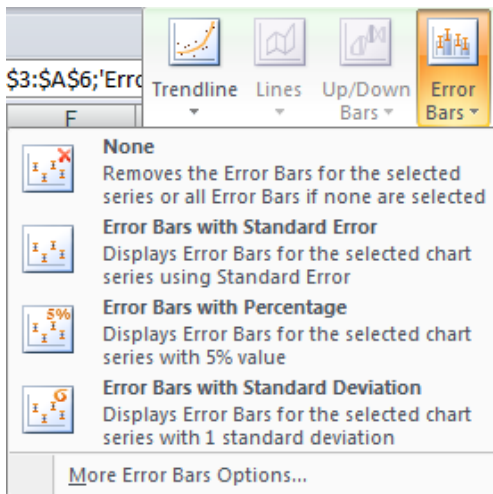 $3:$A$6;'Erro
Trendline Lines Up/Down Bars Error Bars
F
None
Removes the Error Bars for the selected
series or all Error Bars if none are selected
Error Bars with Standard Error
Displays Error Bars for the selected chart
series using Standard Error
5%
Error Bars with Percentage
Displays Error Bars for the selected chart
series with 5% value
σ
Error Bars with Standard Deviation
Displays Error Bars for the selected chart
series with 1 standard deviation
More Error Bars Options...